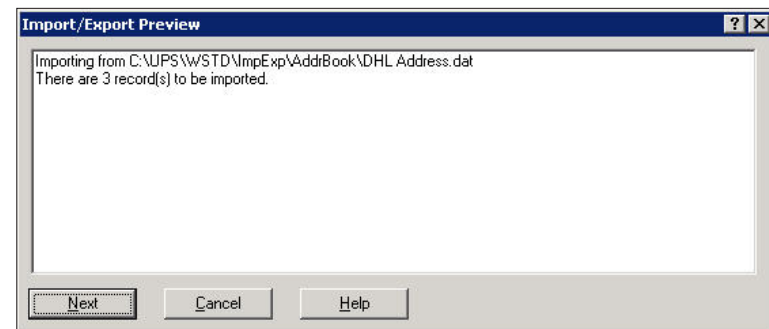 Import/Export Preview
Importing from C:\UPS\WSTD\ImpExp\AddrBook\DHL Address.dat
There are 3 record(s) to be imported.
Next Cancel Help